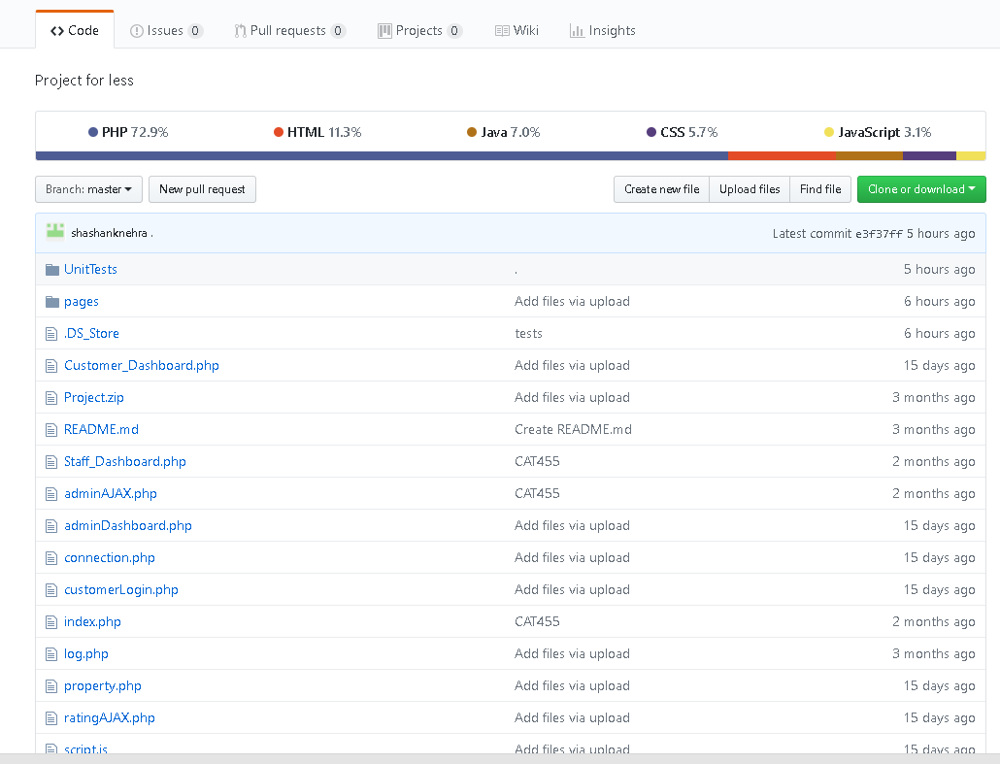 Code Issues 0 Pull requests 0 Projects 0 Wiki Insights
Project for less
PHP 72.9% HTML 11.3% Java 7.0% CSS 5.7% JavaScript 3.1%
Branch: master New pull request Create new file Upload files Find file Clone or download
shashanknehra . Latest commit e3f37ff 5 hours ago
UnitTests . 5 hours ago
pages Add files via upload 6 hours ago
.DS_Store tests 6 hours ago
Customer_Dashboard.php Add files via upload 15 days ago
Project.zip Add files via upload 3 months ago
README.md Create README.md 3 months ago
Staff_Dashboard.php CAT455 2 months ago
adminAJAX.php CAT455 2 months ago
adminDashboard.php Add files via upload 15 days ago
connection.php Add files via upload 15 days ago
customerLogin.php Add files via upload 15 days ago
index.php CAT455 2 months ago
log.php Add files via upload 3 months ago
property.php Add files via upload 15 days ago
ratingAJAX.php Add files via upload 15 days ago
script.js Add files via upload 15 days ago